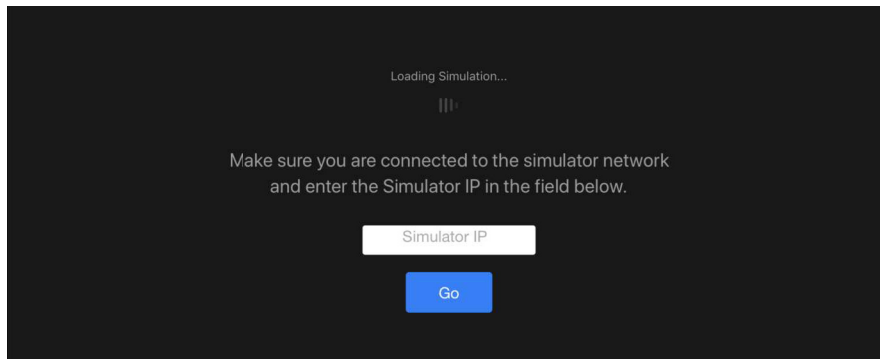 Loading Simulation...
Make sure you are connected to the simulator network
and enter the Simulator IP in the field below.
Simulator IP
Go